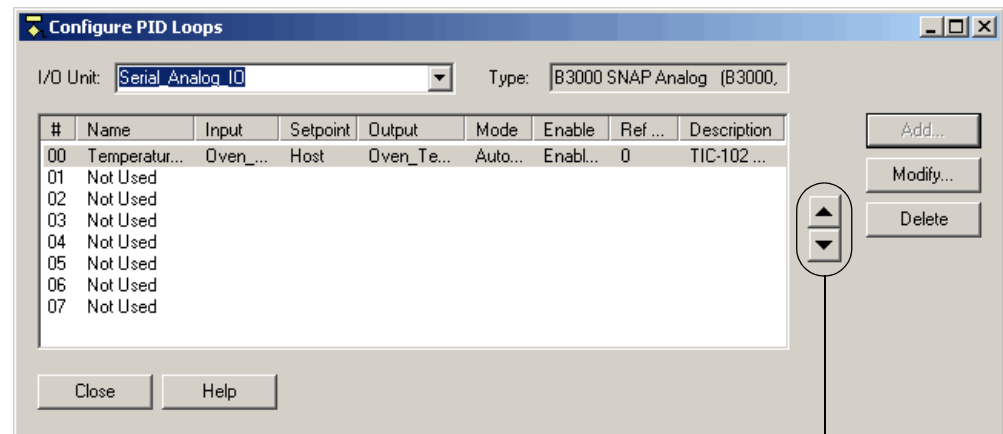 Configure PID Loops
I/O Unit: Serial_Analog_IO Type: B3000 SNAP Analog (B3000,
# Name Input Setpoint Output Mode Enable Ref ... Description
00 Temperatur... Oven_... Host Oven_Te... Auto... Enabl... 0 TIC-102 ...
01 Not Used
02 Not Used
03 Not Used
04 Not Used
05 Not Used
06 Not Used
07 Not Used
Add...
Modify...
Delete
Close Help